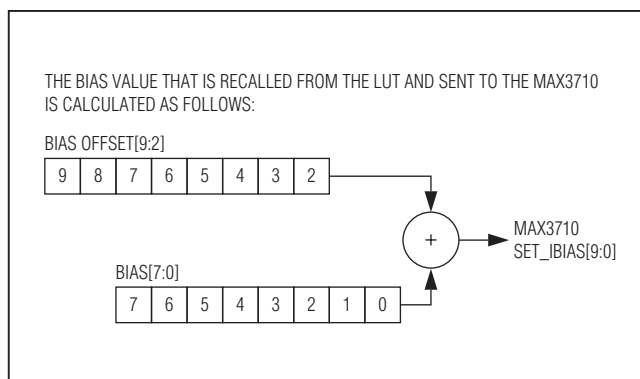 THE BIAS VALUE THAT IS RECALLED FROM THE LUT AND SENT TO THE MAX3710
IS CALCULATED AS FOLLOWS:
BIAS OFFSET[9:2]
9 8 7 6 5 4 3 2
+
MAX3710
SET_IBIAS[9:0]
BIAS[7:0]
7 6 5 4 3 2 1 0